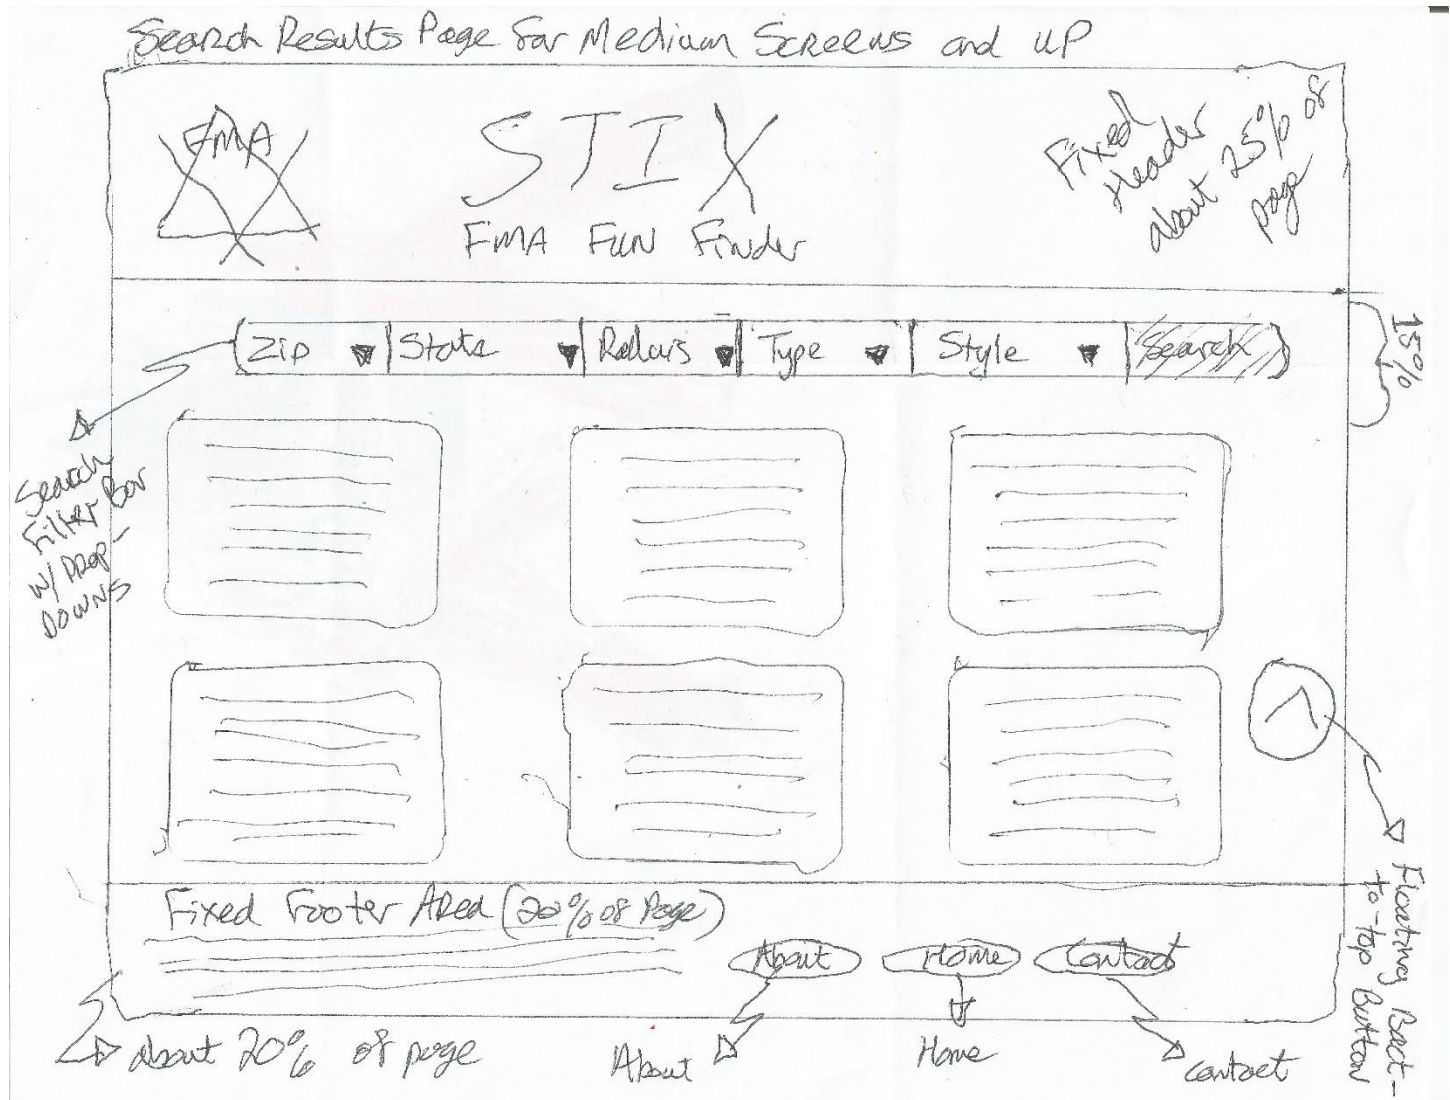 Search Results Page for Medium Screens and up
FMA
STIX
FMA FUN Finder
Fixed
Header
about 25% of
page
15%
Zip
State
Type
Style
Search
Search
Filter Bar
w/ DROP-
DOWNS
Floating Back-
to-top Button
Fixed Footer Area (20% of Page)
About
Home
Contact
about 20% of page
About
Home
Contact